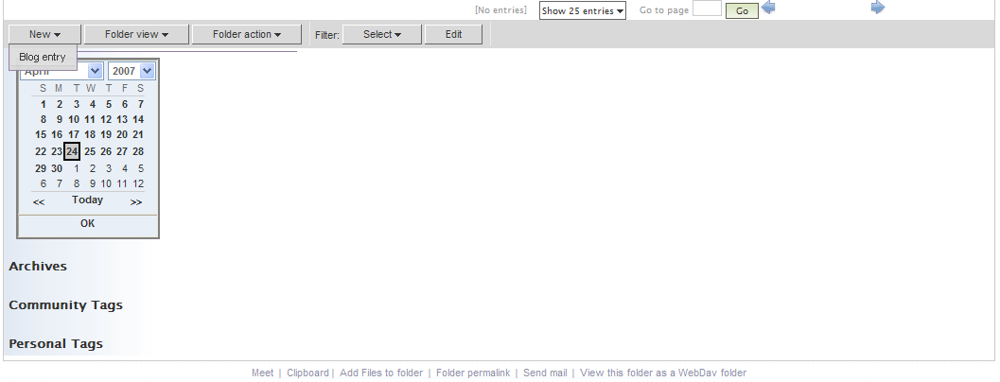 [No entries] Show 25 entries Go to page Go
New Folder view Folder action Filter: Select Edit
Blog entry
April 2007
S M T W T F S
1 2 3 4 5 6 7
8 9 10 11 12 13 14
15 16 17 18 19 20 21
22 23 24 25 26 27 28
29 30 1 2 3 4 5
6 7 8 9 10 11 12
<< Today >>
OK
Archives
Community Tags
Personal Tags
Meet | Clipboard | Add Files to folder | Folder permalink | Send mail | View this folder as a WebDav folder